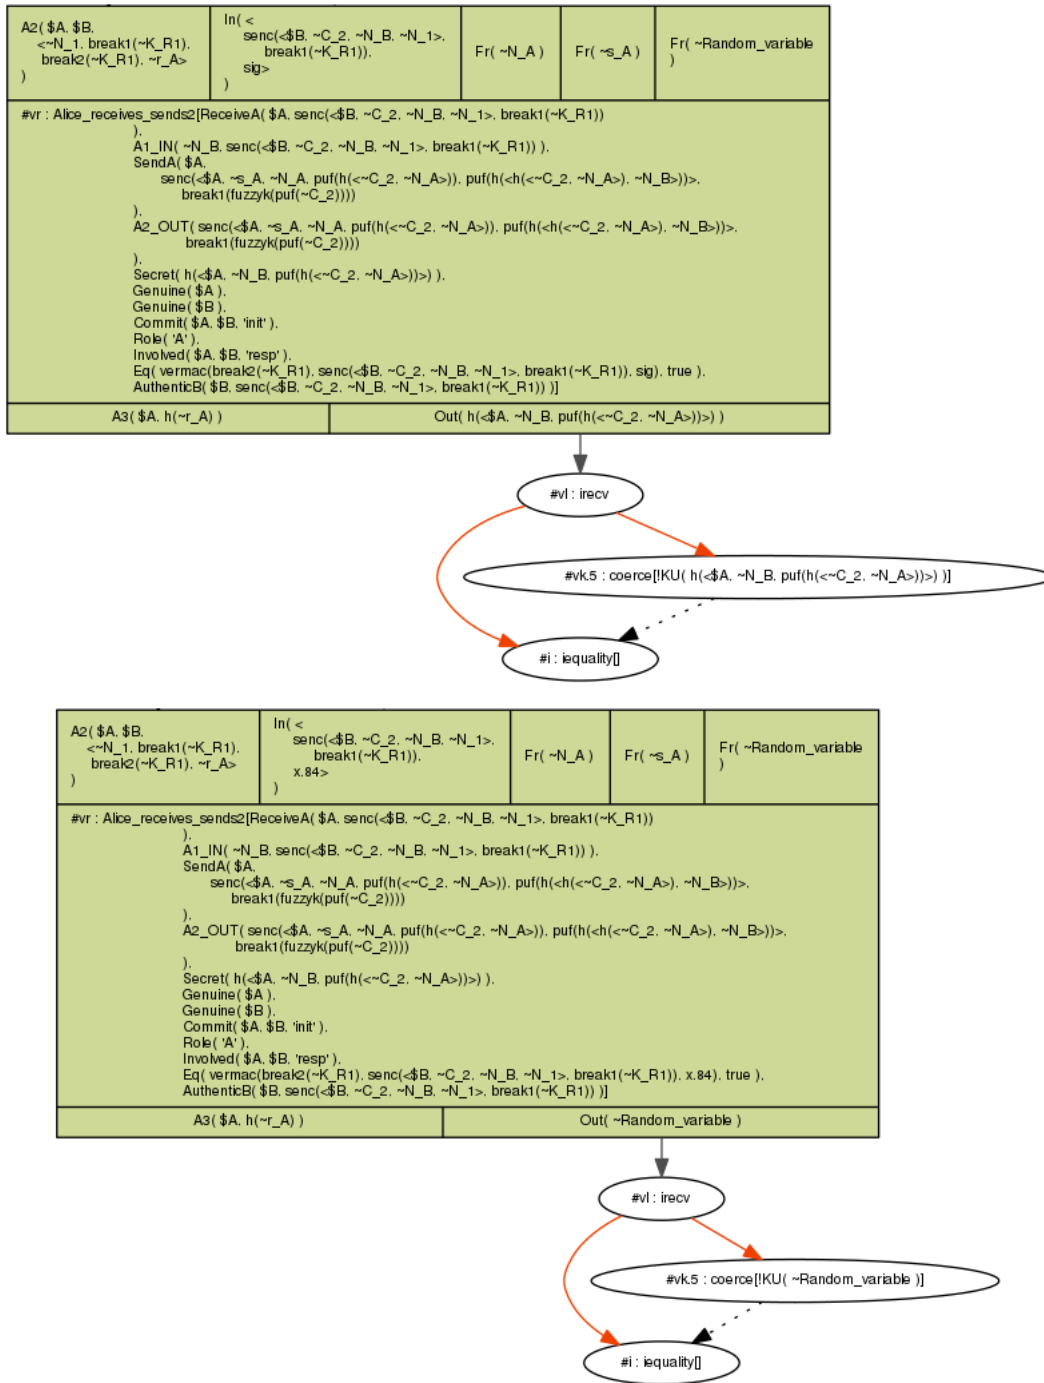 A2( $A, $B,
<~N_1, break1(~K_R1),
break2(~K_R1), ~r_A>
)
In( <
senc(<$B, ~C_2, ~N_B, ~N_1>,
break1(~K_R1)),
sig>
)
Fr( ~N_A )
Fr( ~s_A )
Fr( ~Random_variable
)
#vr : Alice_receives_sends2[ReceiveA( $A, senc(<$B, ~C_2, ~N_B, ~N_1>, break1(~K_R1))
),
A1_IN( ~N_B, senc(<$B, ~C_2, ~N_B, ~N_1>, break1(~K_R1)) ),
SendA( $A,
senc(<$A, ~s_A, ~N_A, puf(h(<~C_2, ~N_A>)), puf(h(<h(<~C_2, ~N_A>), ~N_B>))>,
break1(fuzzyk(puf(~C_2))))
),
A2_OUT( senc(<$A, ~s_A, ~N_A, puf(h(<~C_2, ~N_A>)), puf(h(<h(<~C_2, ~N_A>), ~N_B>))>,
break1(fuzzyk(puf(~C_2))))
),
Secret( h(<$A, ~N_B, puf(h(<~C_2, ~N_A>))>) ),
Genuine( $A ),
Genuine( $B ),
Commit( $A, $B, 'init' ),
Role( 'A' ),
Involved( $A, $B, 'resp' ),
Eq( vermac(break2(~K_R1), senc(<$B, ~C_2, ~N_B, ~N_1>, break1(~K_R1)), sig), true ),
AuthenticB( $B, senc(<$B, ~C_2, ~N_B, ~N_1>, break1(~K_R1)) )]
A3( $A, h(~r_A) )
Out( h(<$A, ~N_B, puf(h(<~C_2, ~N_A>))>) )
#vl : irecv
#vk.5 : coerce[!KU( h(<$A, ~N_B, puf(h(<~C_2, ~N_A>))>) )]
#i : iequality[]
A2( $A, $B,
<~N_1, break1(~K_R1),
break2(~K_R1), ~r_A>
)
In( <
senc(<$B, ~C_2, ~N_B, ~N_1>,
break1(~K_R1)),
x.84>
)
Fr( ~N_A )
Fr( ~s_A )
Fr( ~Random_variable
)
#vr : Alice_receives_sends2[ReceiveA( $A, senc(<$B, ~C_2, ~N_B, ~N_1>, break1(~K_R1))
),
A1_IN( ~N_B, senc(<$B, ~C_2, ~N_B, ~N_1>, break1(~K_R1)) ),
SendA( $A,
senc(<$A, ~s_A, ~N_A, puf(h(<~C_2, ~N_A>)), puf(h(<h(<~C_2, ~N_A>), ~N_B>))>,
break1(fuzzyk(puf(~C_2))))
),
A2_OUT( senc(<$A, ~s_A, ~N_A, puf(h(<~C_2, ~N_A>)), puf(h(<h(<~C_2, ~N_A>), ~N_B>))>,
break1(fuzzyk(puf(~C_2))))
),
Secret( h(<$A, ~N_B, puf(h(<~C_2, ~N_A>))>) ),
Genuine( $A ),
Genuine( $B ),
Commit( $A, $B, 'init' ),
Role( 'A' ),
Involved( $A, $B, 'resp' ),
Eq( vermac(break2(~K_R1), senc(<$B, ~C_2, ~N_B, ~N_1>, break1(~K_R1)), x.84), true ),
AuthenticB( $B, senc(<$B, ~C_2, ~N_B, ~N_1>, break1(~K_R1)) )]
A3( $A, h(~r_A) )
Out( ~Random_variable )
#vl : irecv
#vk.5 : coerce[!KU( ~Random_variable )]
#i : iequality[]